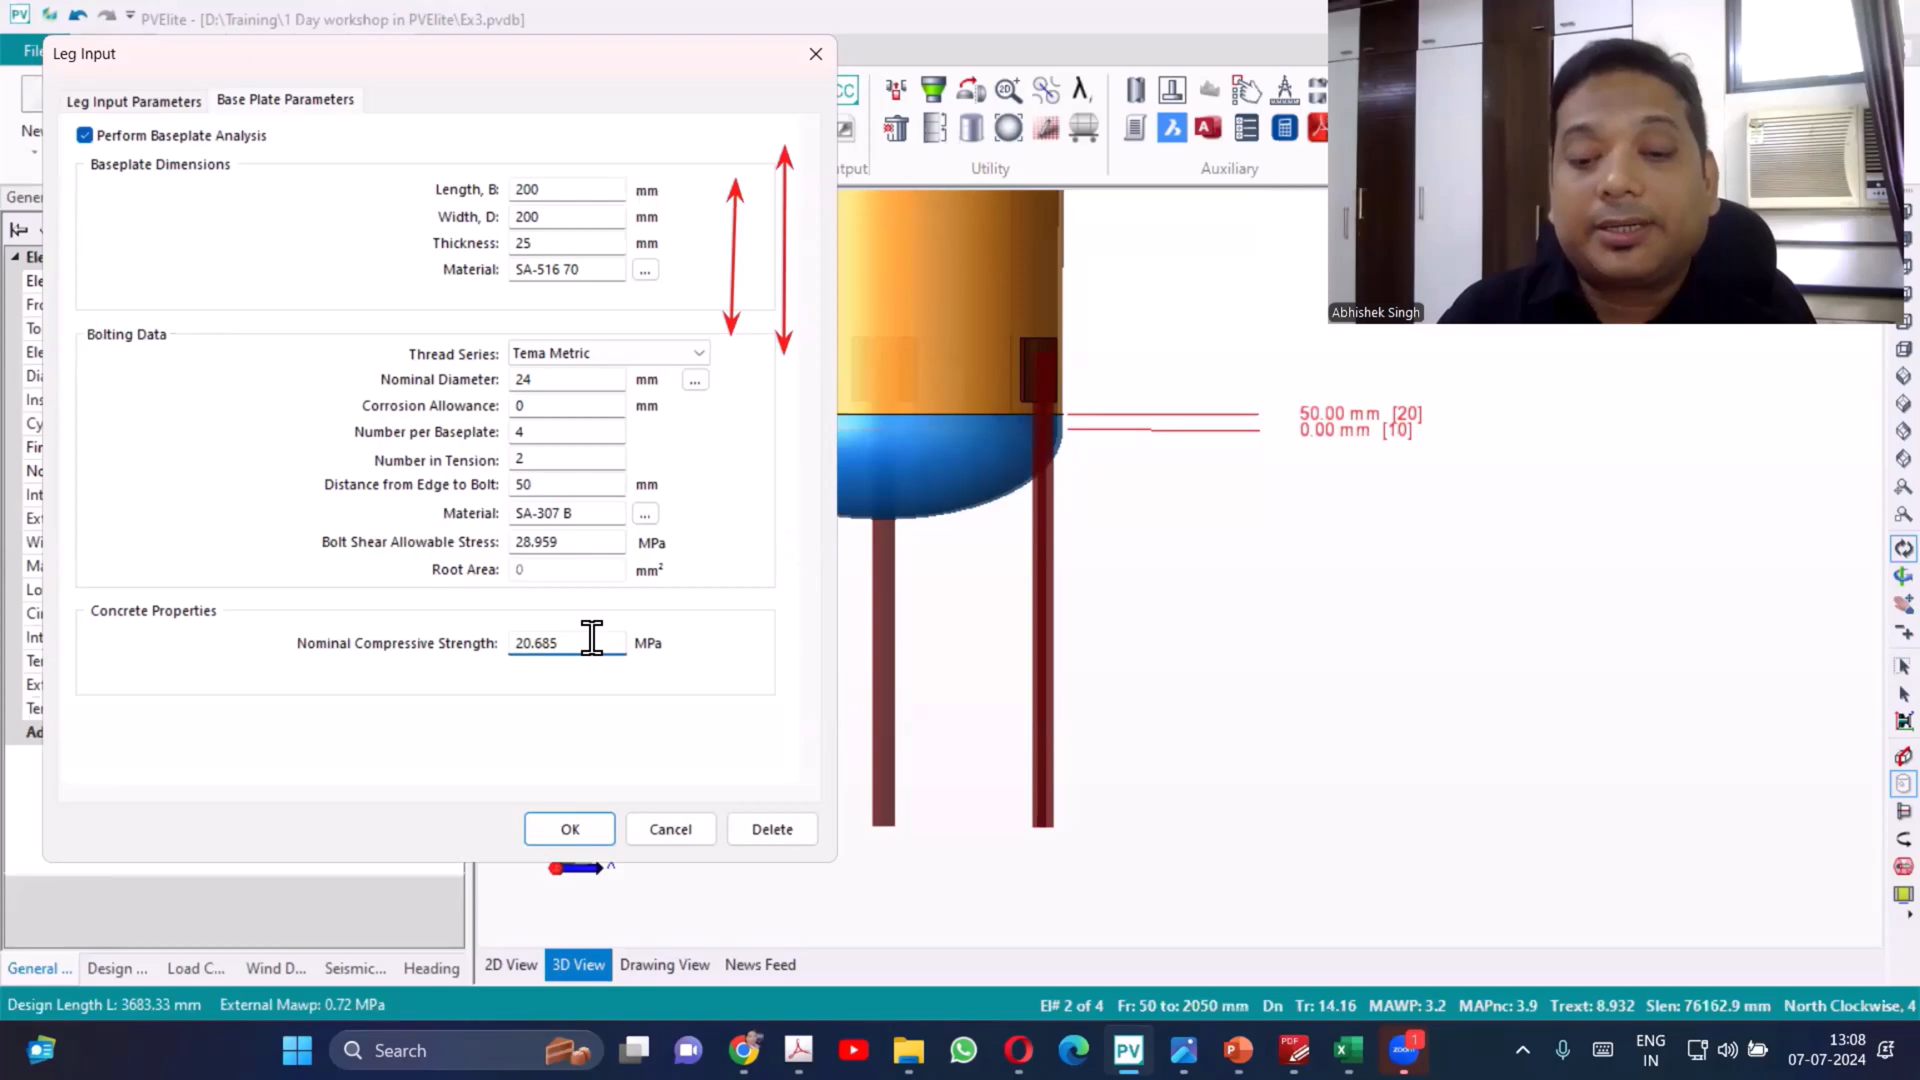 PV PVElite - [D:\Training\1 Day workshop in PVElite\Ex3.pvdb]
Leg Input
Leg Input Parameters Base Plate Parameters
Perform Baseplate Analysis
Baseplate Dimensions
Length, B: 200 mm
Width, D: 200 mm
Thickness: 25 mm
Material: SA-516 70 ...
Bolting Data
Thread Series: Tema Metric
Nominal Diameter: 24 mm ...
Corrosion Allowance: 0 mm
Number per Baseplate: 4
Number in Tension: 2
Distance from Edge to Bolt: 50 mm
Material: SA-307 B ...
Bolt Shear Allowable Stress: 28.959 MPa
Root Area: 0 mm²
Concrete Properties
Nominal Compressive Strength: 20.685 MPa
OK Cancel Delete
Utility Auxiliary
Abhishek Singh
50.00 mm [20]
0.00 mm [10]
General ... Design ... Load C... Wind D... Seismic... Heading
2D View 3D View Drawing View News Feed
Design Length L: 3683.33 mm External Mawp: 0.72 MPa
El# 2 of 4 Fr: 50 to: 2050 mm Dn Tr: 14.16 MAWP: 3.2 MAPnc: 3.9 Trext: 8.932 Slen: 76162.9 mm North Clockwise, 4
Search
PV
PDF
zoom
1
ENG
IN
13:08
07-07-2024